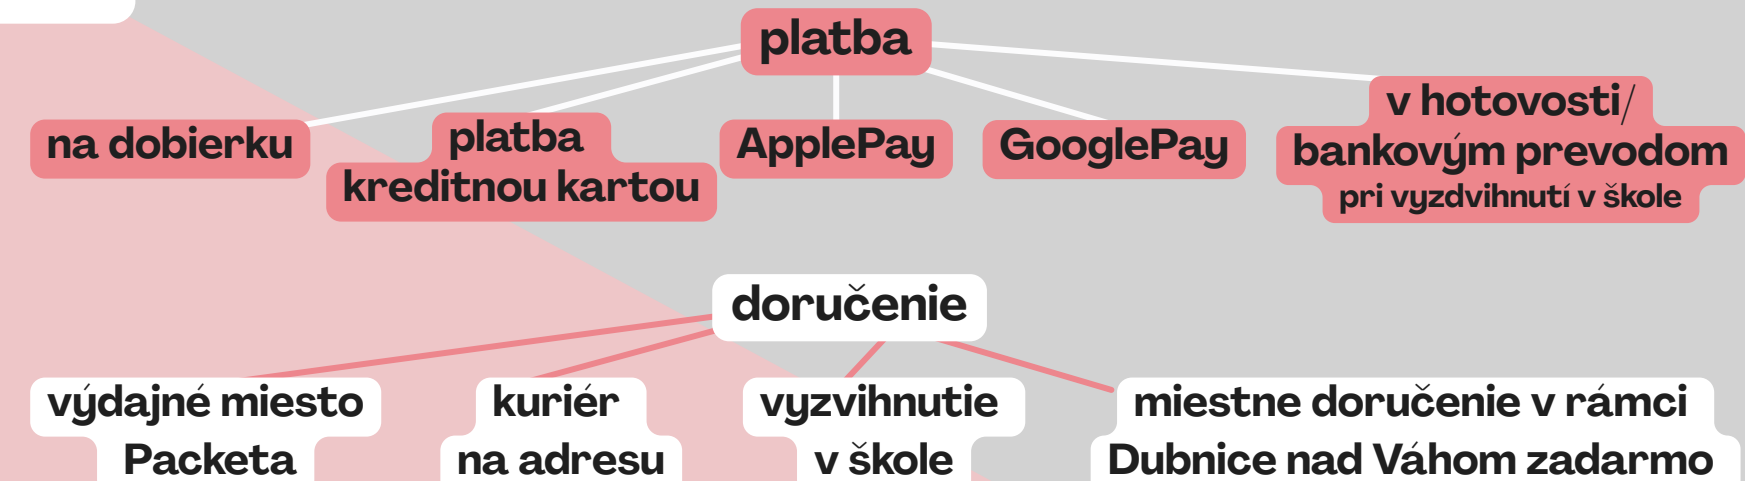 platba
na dobierku
platba
kreditnou kartou
ApplePay
GooglePay
v hotovosti/
bankovým prevodom
pri vyzdvihnutí v škole
doručenie
výdajné miesto
Packeta
kuriér
na adresu
vyzvihnutie
v škole
miestne doručenie v rámci
Dubnice nad Váhom zadarmo